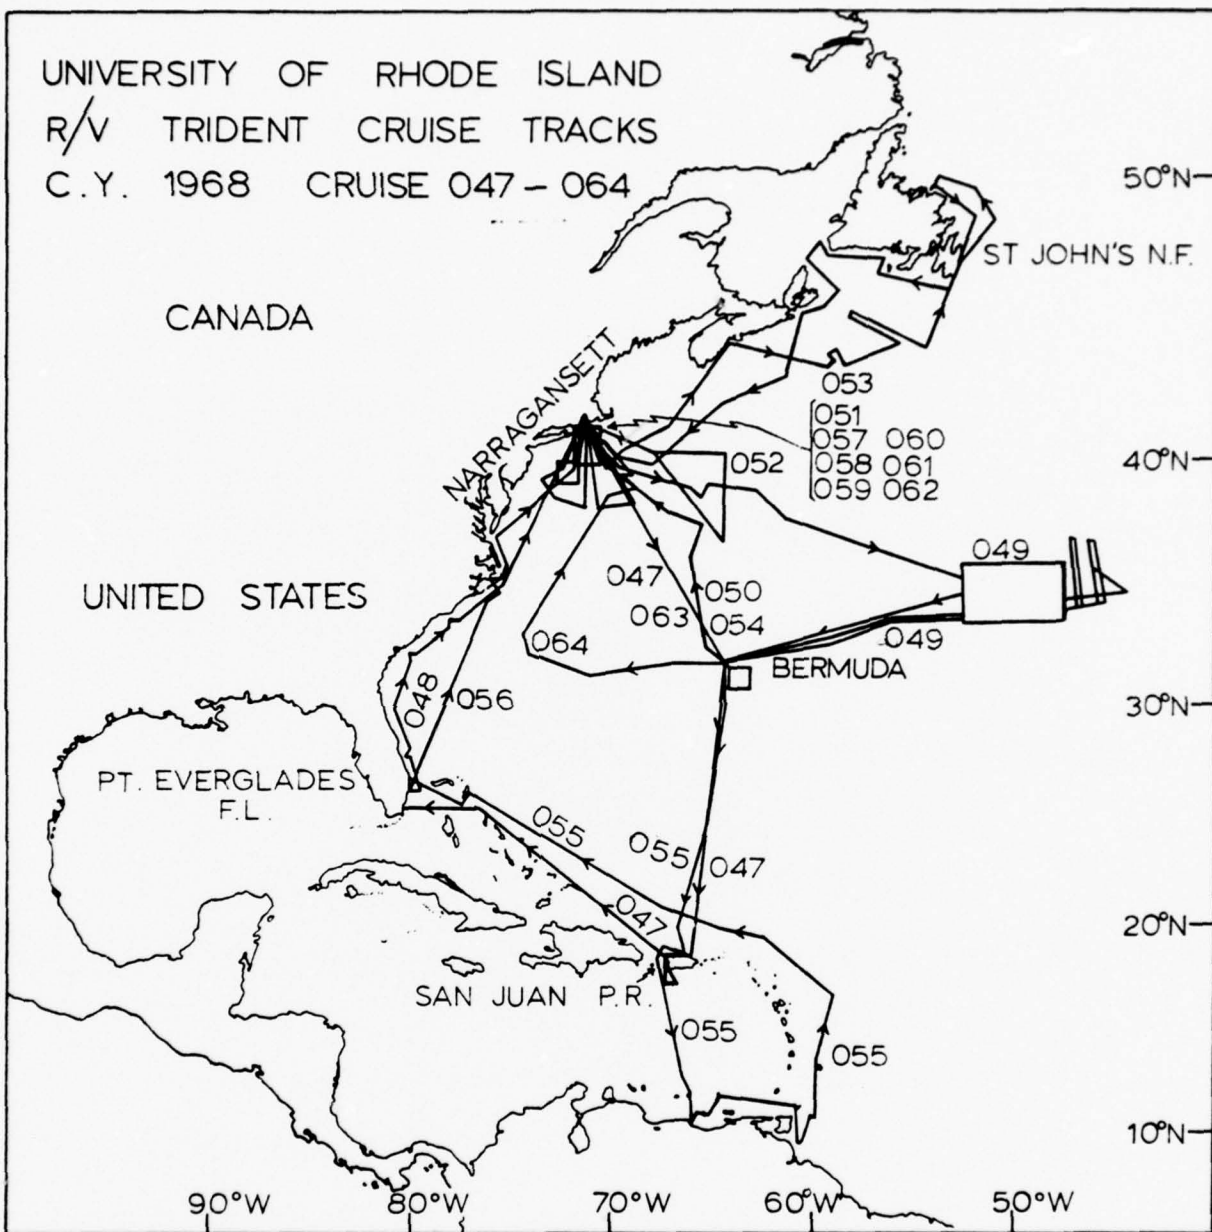 UNIVERSITY OF RHODE ISLAND
R/V TRIDENT CRUISE TRACKS
C.Y. 1968 CRUISE 047 – 064
50°N
ST JOHN'S N.F.
CANADA
NARRAGANSETT
053
051
057 060
058 061
059 062
052
40°N
049
047
050
UNITED STATES
063
054
049
064
BERMUDA
048
056
30°N
PT. EVERGLADES
F.L.
055
055
047
047
20°N
SAN JUAN P.R.
055
055
10°N
90°W 80°W 70°W 60°W 50°W